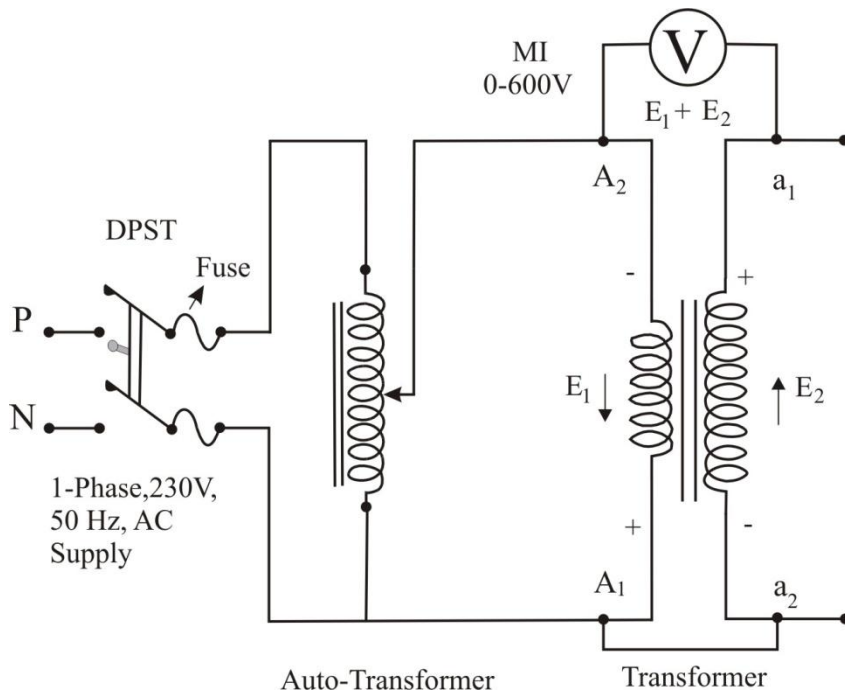 MI
0-600V
V
E₁ + E₂
A₂
a₁
DPST
Fuse
P
N
-
+
E₁
E₂
1-Phase,230V,
50 Hz, AC
Supply
+
-
A₁
a₂
Auto-Transformer
Transformer